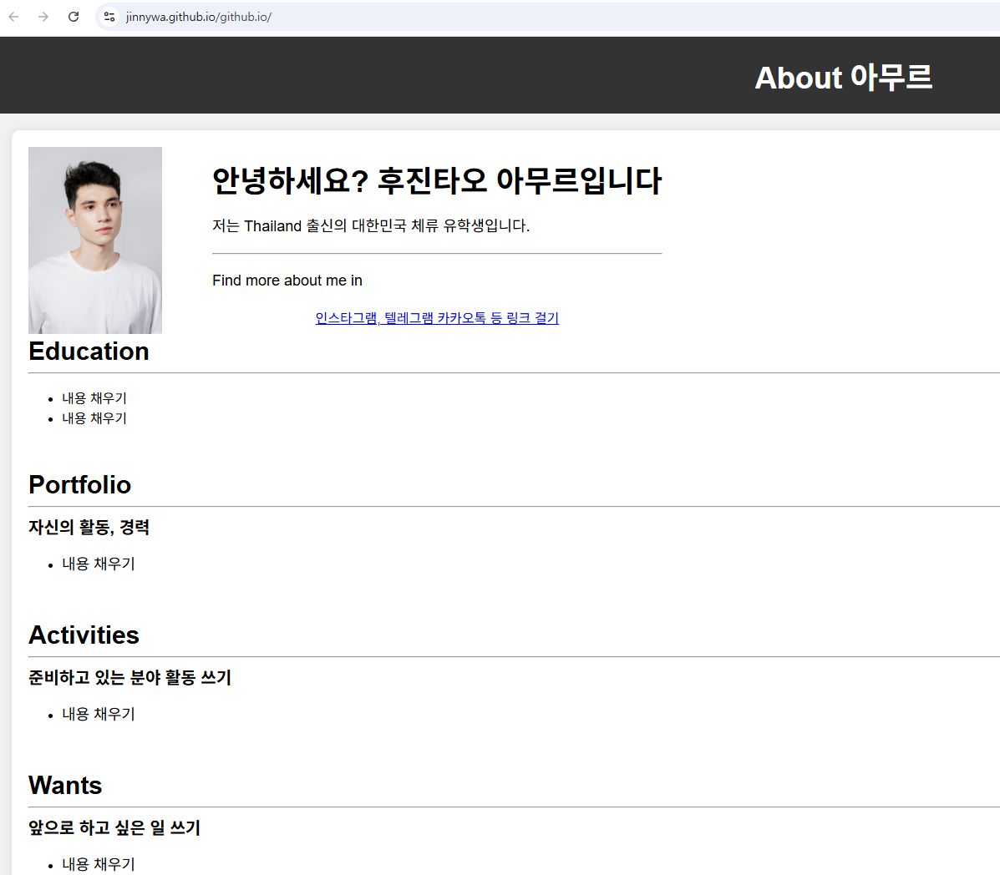 jinnywa.github.io/github.io/
About 아무르
안녕하세요? 후진타오 아무르입니다
저는 Thailand 출신의 대한민국 체류 유학생입니다.
Find more about me in
인스타그램, 텔레그램 카카오톡 등 링크 걸기
Education
내용 채우기
내용 채우기
Portfolio
자신의 활동, 경력
내용 채우기
Activities
준비하고 있는 분야 활동 쓰기
내용 채우기
Wants
앞으로 하고 싶은 일 쓰기
내용 채우기